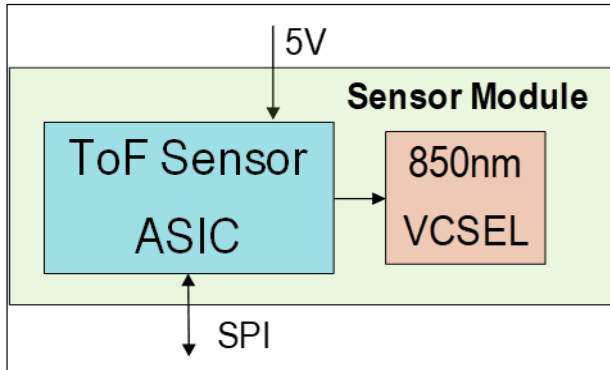 5V
Sensor Module
ToF Sensor
ASIC
850nm
VCSEL
SPI